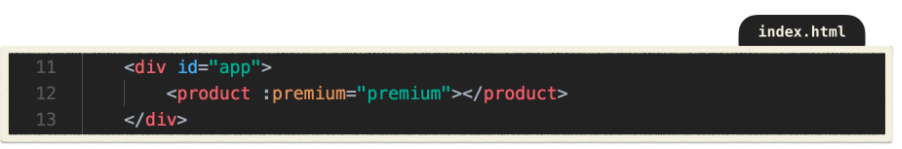 index.html
11 <div id="app">
12 <product :premium="premium"></product>
13 </div>